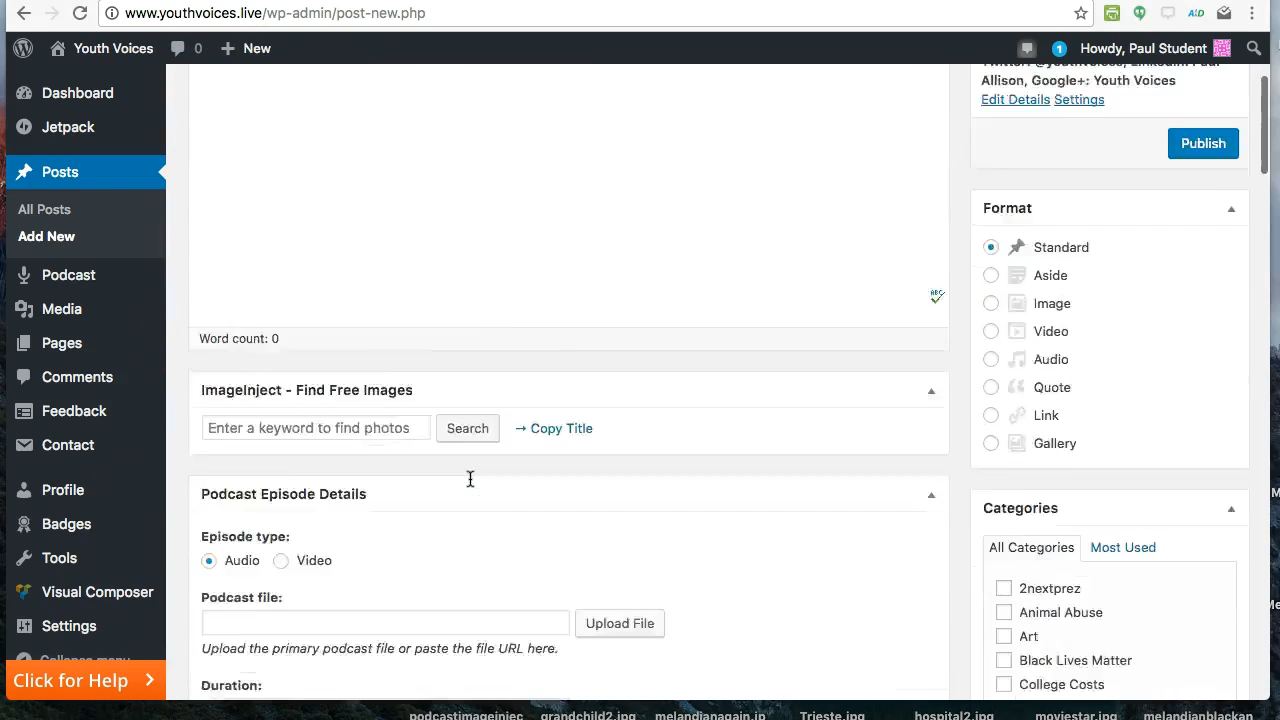 www.youthvoices.live/wp-admin/post-new.php
Youth Voices 0 New 1 Howdy, Paul Student
Dashboard
Jetpack
Posts
All Posts
Add New
Podcast
Media
Pages
Comments
Feedback
Contact
Profile
Badges
Tools
Visual Composer
Settings
Collapse menu
Click for Help
ABC
Word count: 0
ImageInject - Find Free Images
Enter a keyword to find photos Search → Copy Title
Podcast Episode Details
Episode type:
Audio Video
Podcast file:
Upload File
Upload the primary podcast file or paste the file URL here.
Duration:
Twitter: @youthvoices, LinkedIn: Paul
Allison, Google+: Youth Voices
Edit Details Settings
Publish
Format
Standard
Aside
Image
Video
Audio
Quote
Link
Gallery
Categories
All Categories Most Used
2nextprez
Animal Abuse
Art
Black Lives Matter
College Costs
podcastimageinjec grandchild2.jpg melandianagain.jp Trieste.jpg hospital2.jpg moviestar.jpg melandianblackan